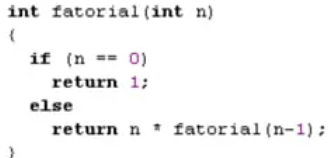 int fatorial(int n)
{
if (n == 0)
return 1;
else
return n * fatorial(n-1);
}